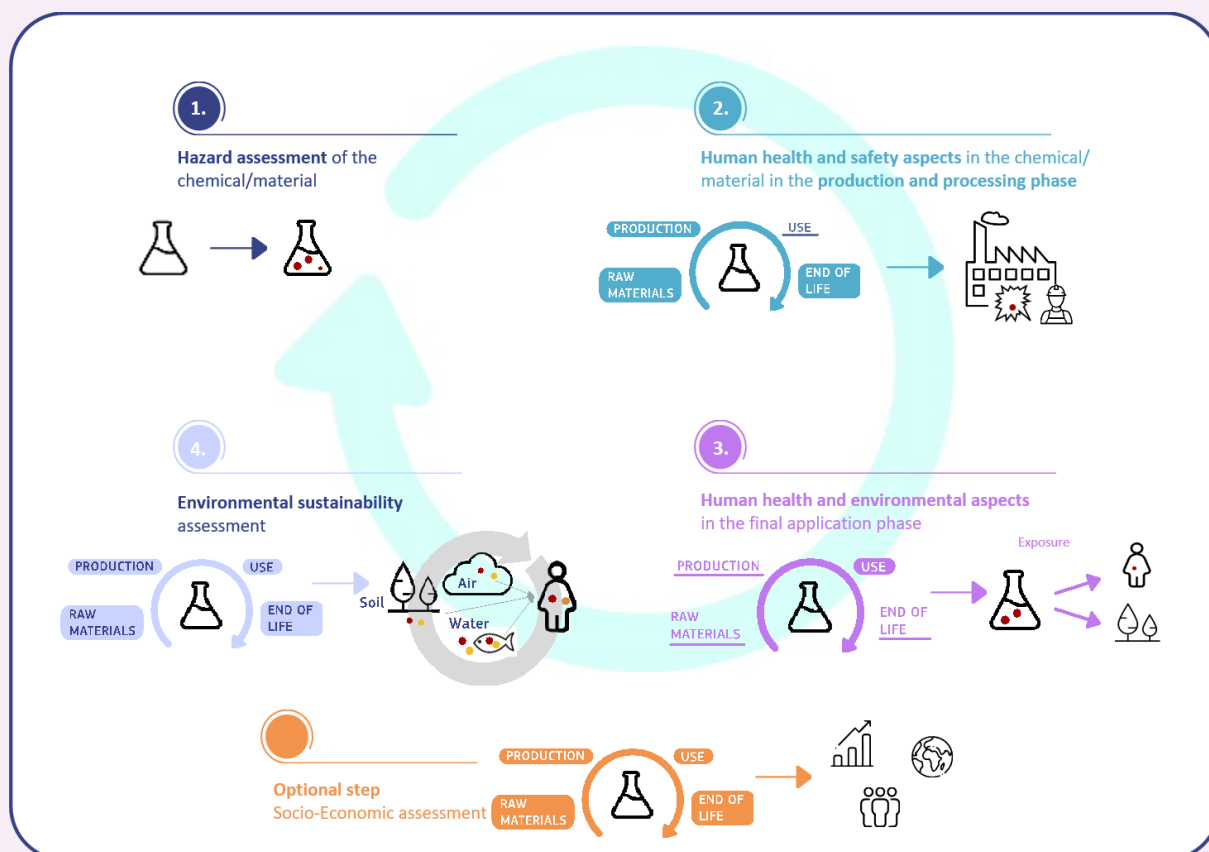 1.
Hazard assessment of the
chemical/material
2.
Human health and safety aspects in the chemical/
material in the production and processing phase
PRODUCTION
USE
RAW
MATERIALS
END OF
LIFE
4.
Environmental sustainability
assessment
PRODUCTION
USE
RAW
MATERIALS
END OF
LIFE
Soil
Air
Water
3.
Human health and environmental aspects
in the final application phase
PRODUCTION
USE
RAW
MATERIALS
END OF
LIFE
Exposure
Optional step
Socio-Economic assessment
PRODUCTION
USE
RAW
MATERIALS
END OF
LIFE